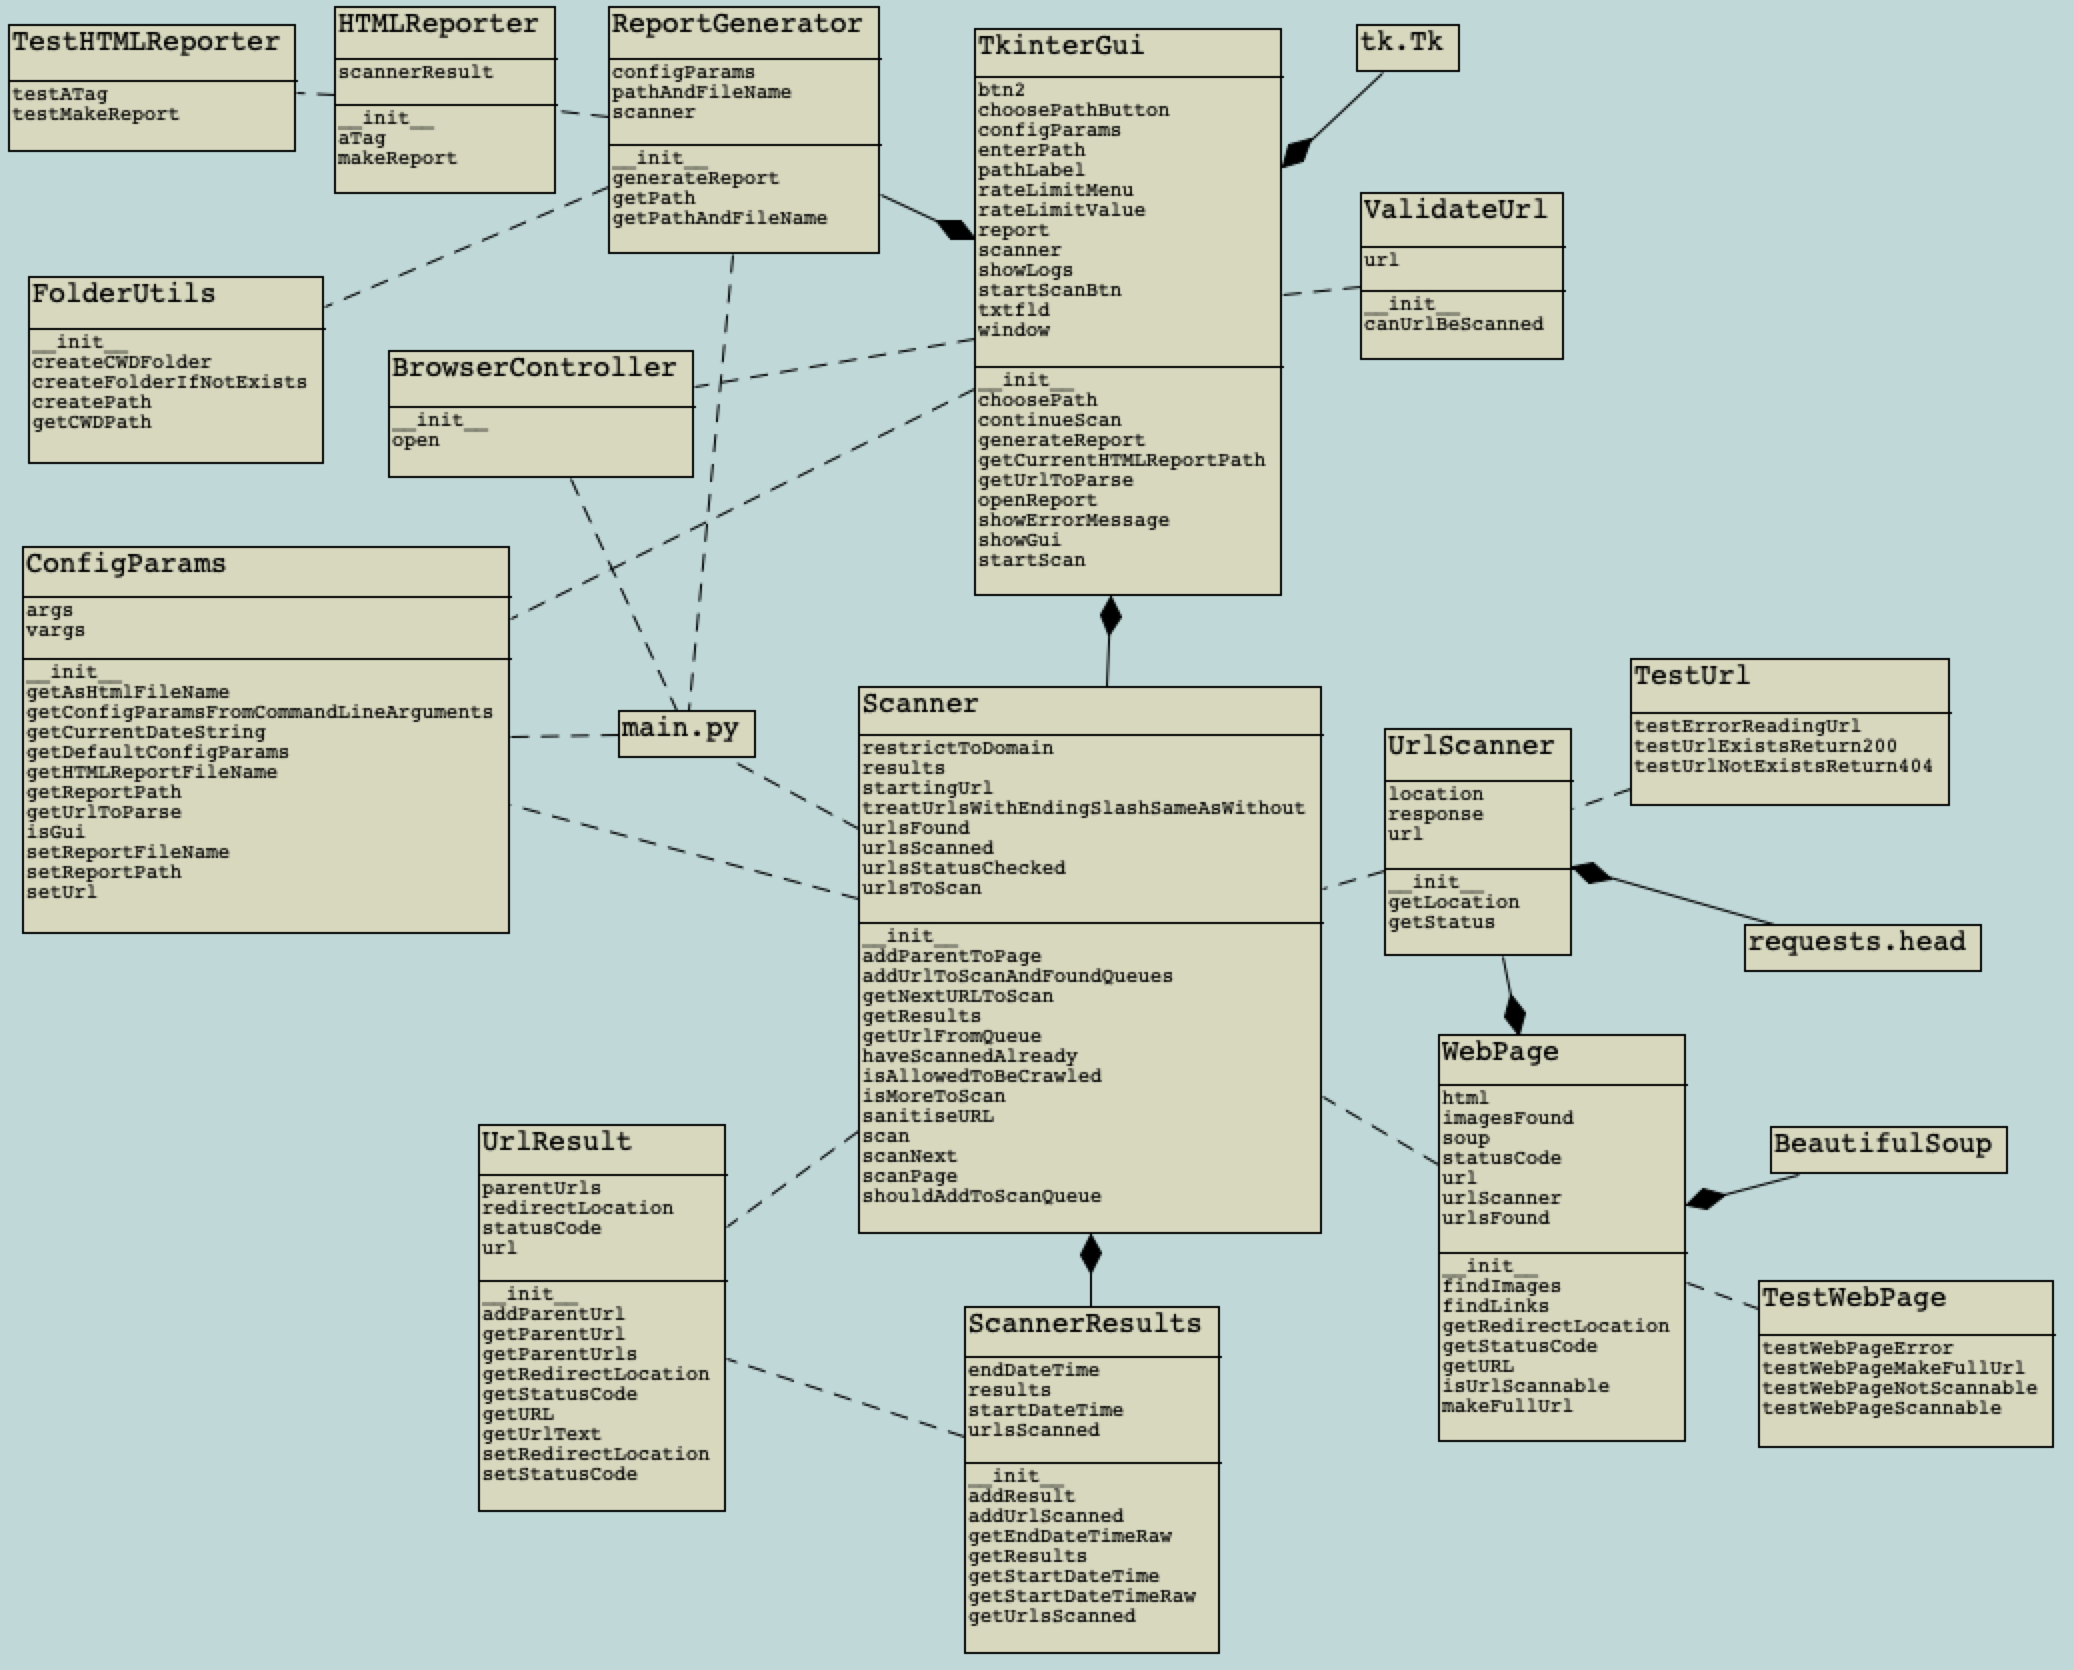 TestHTMLReporter
testATag
testMakeReport
HTMLReporter
scannerResult
__init__
aTag
makeReport
ReportGenerator
configParams
pathAndFileName
scanner
__init__
generateReport
getPath
getPathAndFileName
TkinterGui
btn2
choosePathButton
configParams
enterPath
pathLabel
rateLimitMenu
rateLimitValue
report
scanner
showLogs
startScanBtn
txtfld
window
__init__
choosePath
continueScan
generateReport
getCurrentHTMLReportPath
getUrlToParse
openReport
showErrorMessage
showGui
startScan
tk.Tk
ValidateUrl
url
__init__
canUrlBeScanned
FolderUtils
__init__
createCWDFolder
createFolderIfNotExists
createPath
getCWDPath
BrowserController
__init__
open
ConfigParams
args
vargs
__init__
getAsHtmlFileName
getConfigParamsFromCommandLineArguments
getCurrentDateString
getDefaultConfigParams
getHTMLReportFileName
getReportPath
getUrlToParse
isGui
setReportFileName
setReportPath
setUrl
main.py
Scanner
restrictToDomain
results
startingUrl
treatUrlsWithEndingSlashSameAsWithout
urlsFound
urlsScanned
urlsStatusChecked
urlsToScan
__init__
addParentToPage
addUrlToScanAndFoundQueues
getNextURLToScan
getResults
getUrlFromQueue
haveScannedAlready
isAllowedToBeCrawled
isMoreToScan
sanitiseURL
scan
scanNext
scanPage
shouldAddToScanQueue
UrlScanner
location
response
url
__init__
getLocation
getStatus
TestUrl
testErrorReadingUrl
testUrlExistsReturn200
testUrlNotExistsReturn404
requests.head
WebPage
html
imagesFound
soup
statusCode
url
urlScanner
urlsFound
__init__
findImages
findLinks
getRedirectLocation
getStatusCode
getURL
isUrlScannable
makeFullUrl
BeautifulSoup
TestWebPage
testWebPageError
testWebPageMakeFullUrl
testWebPageNotScannable
testWebPageScannable
UrlResult
parentUrls
redirectLocation
statusCode
url
__init__
addParentUrl
getParentUrl
getParentUrls
getRedirectLocation
getStatusCode
getURL
getUrlText
setRedirectLocation
setStatusCode
ScannerResults
endDateTime
results
startDateTime
urlsScanned
__init__
addResult
addUrlScanned
getEndDateTimeRaw
getResults
getStartDateTime
getStartDateTimeRaw
getUrlsScanned